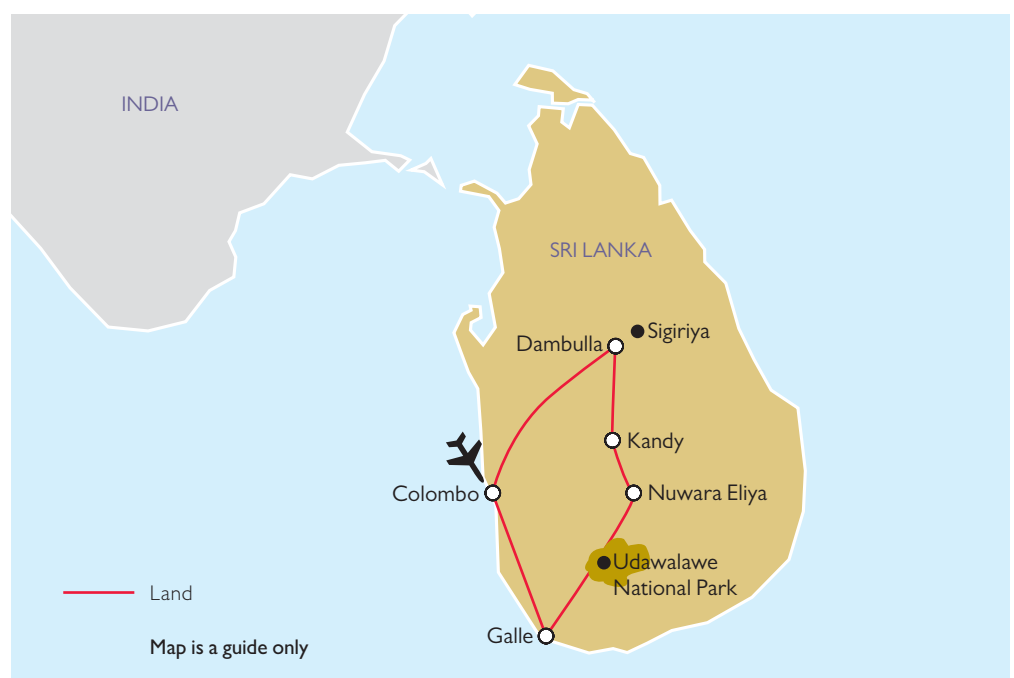 INDIA
SRI LANKA
Sigiriya
Dambulla
Kandy
Colombo
Nuwara Eliya
Udawalawe
National Park
Land
Galle
Map is a guide only